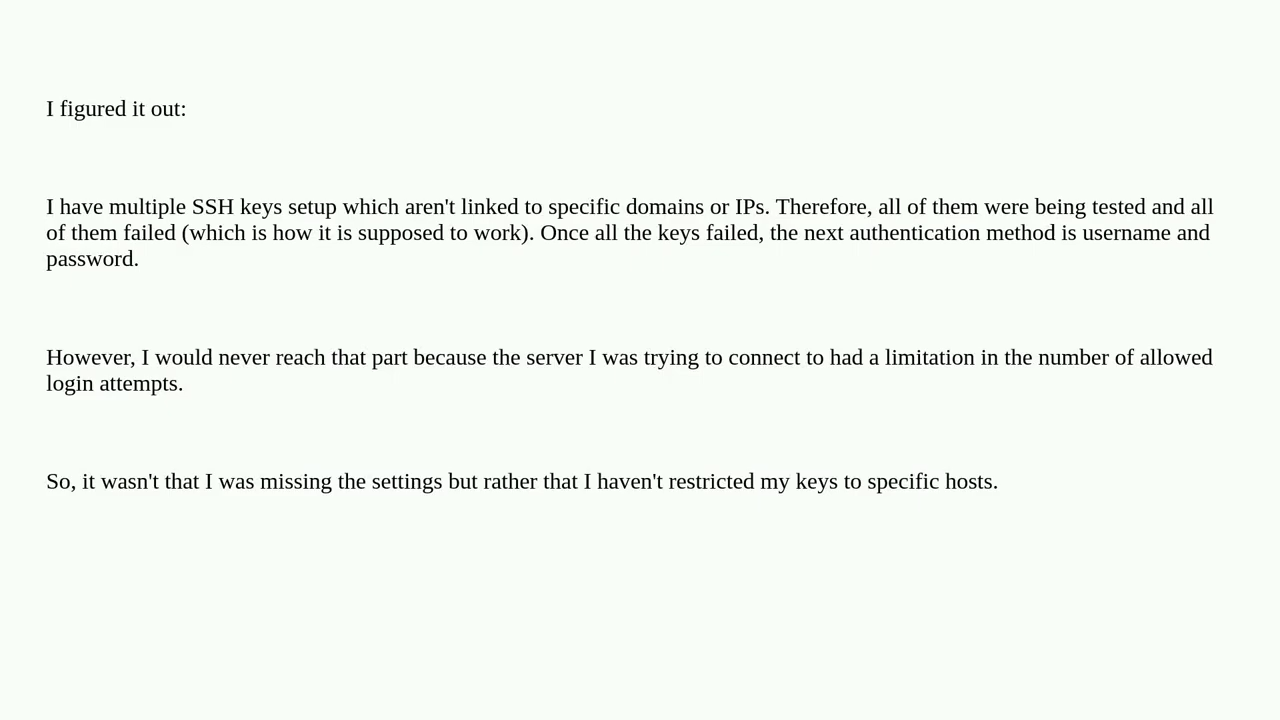 I figured it out:
I have multiple SSH keys setup which aren't linked to specific domains or IPs. Therefore, all of them were being tested and all
of them failed (which is how it is supposed to work). Once all the keys failed, the next authentication method is username and
password.
However, I would never reach that part because the server I was trying to connect to had a limitation in the number of allowed
login attempts.
So, it wasn't that I was missing the settings but rather that I haven't restricted my keys to specific hosts.